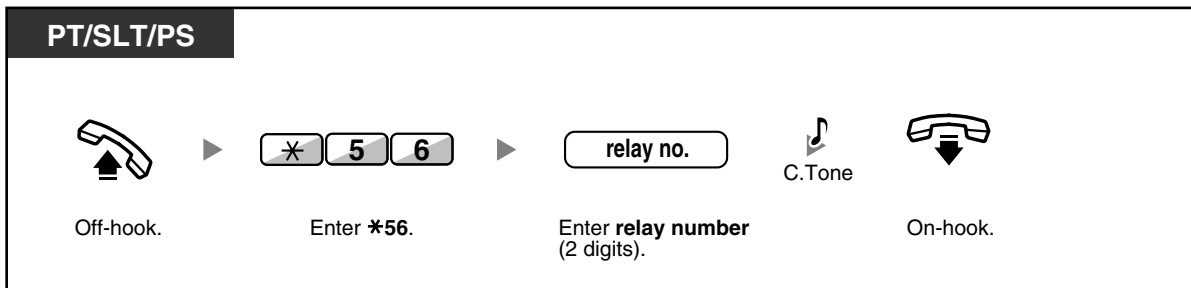 PT/SLT/PS
✳ 5 6
relay no.
C.Tone
Off-hook.
Enter ✳56.
Enter relay number
(2 digits).
On-hook.